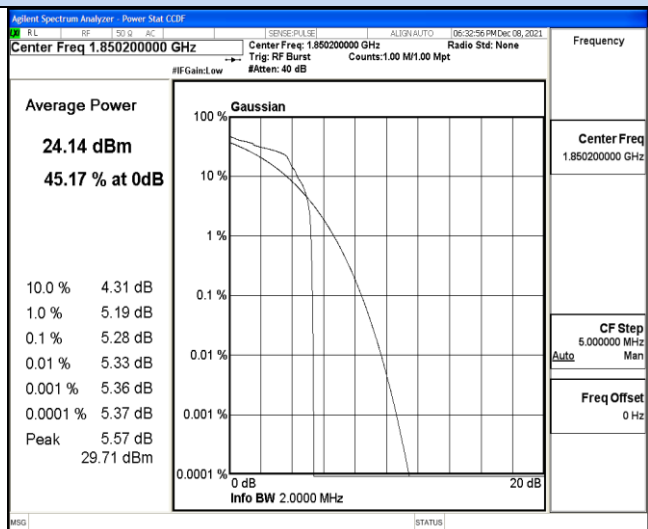 Agilent Spectrum Analyzer - Power Stat CCDF
LXI RL RF 50 Ω AC SENSE:PULSE ALIGN AUTO 06:32:56 PM Dec 08, 2021
Center Freq 1.850200000 GHz
Center Freq: 1.850200000 GHz Radio Std: None
Trig: RF Burst Counts:1.00 M/1.00 Mpt
#IFGain:Low #Atten: 40 dB
Frequency
Average Power
24.14 dBm
45.17 % at 0dB
10.0 % 4.31 dB
1.0 % 5.19 dB
0.1 % 5.28 dB
0.01 % 5.33 dB
0.001 % 5.36 dB
0.0001 % 5.37 dB
Peak 5.57 dB
29.71 dBm
Gaussian
100 %
10 %
1 %
0.1 %
0.01 %
0.001 %
0.0001 %
0 dB 20 dB
Info BW 2.0000 MHz
Center Freq
1.850200000 GHz
CF Step
5.000000 MHz
Auto Man
Freq Offset
0 Hz
MSG STATUS